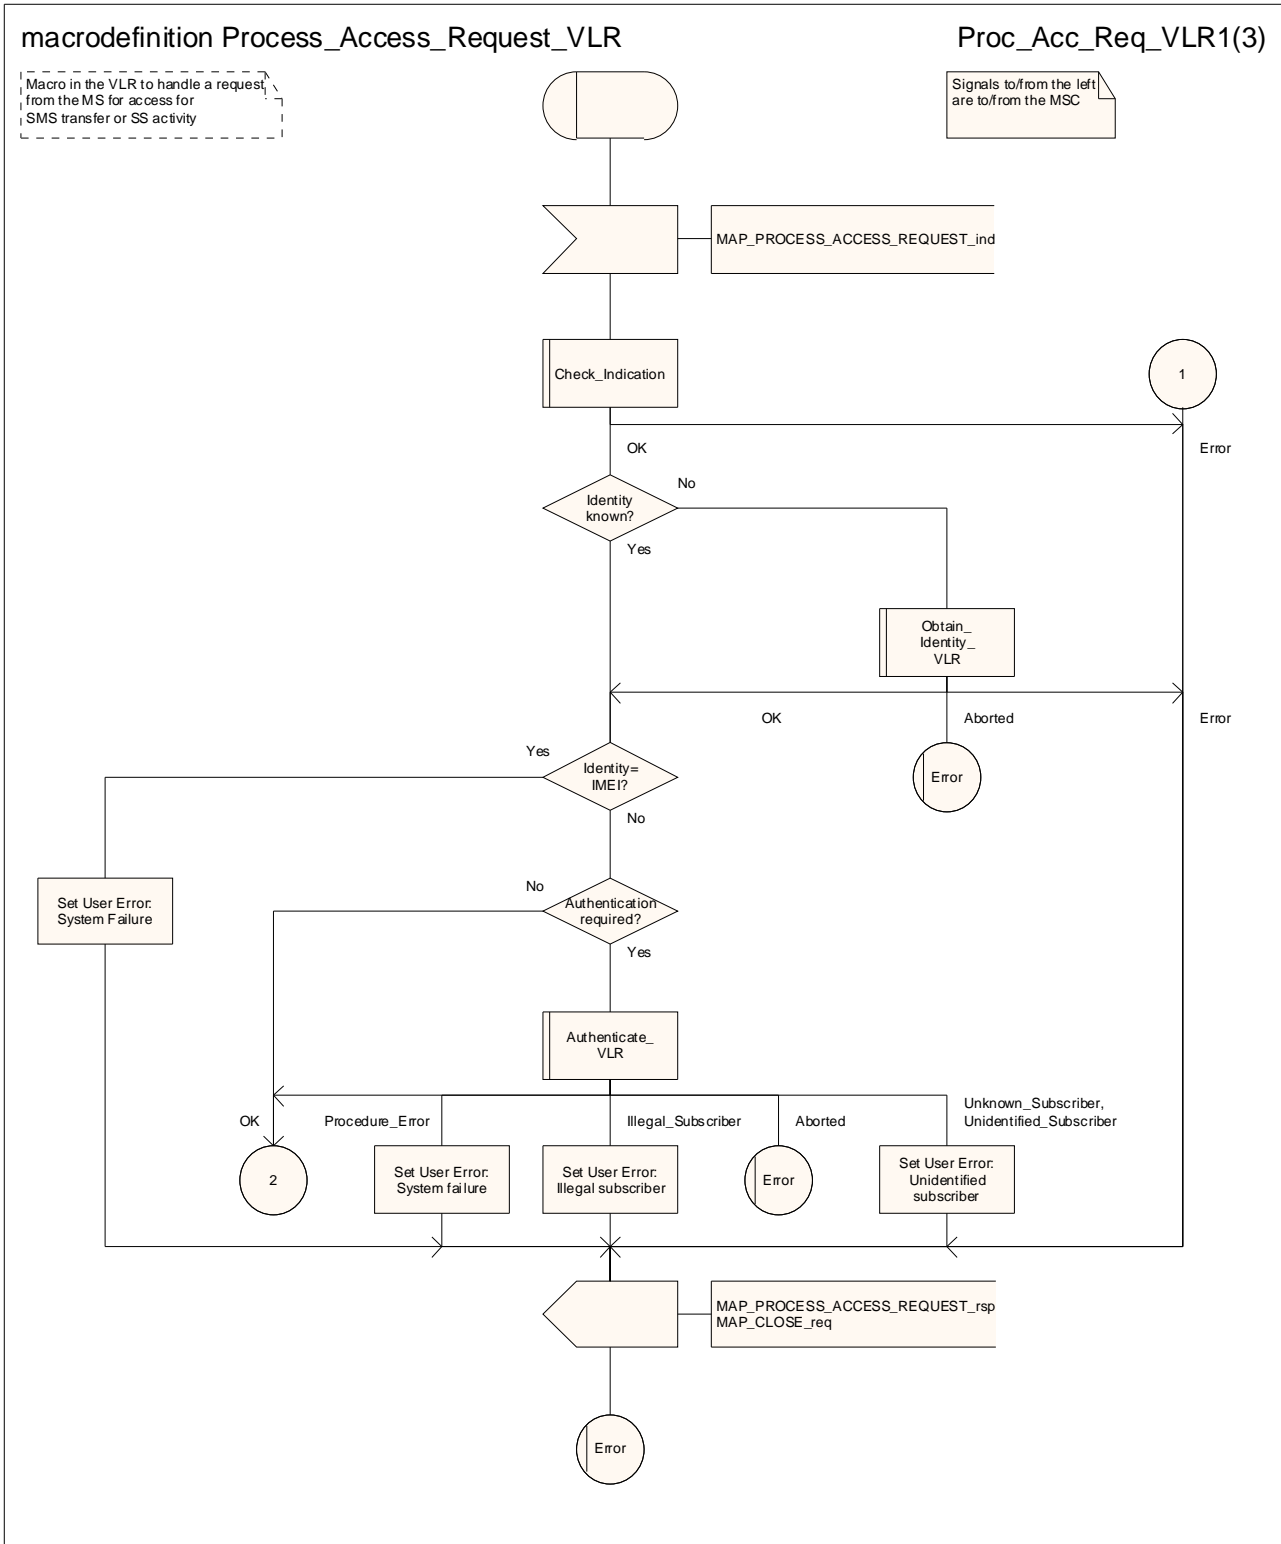 macrodefinition Process_Access_Request_VLR
Proc_Acc_Req_VLR1(3)
Macro in the VLR to handle a request
from the MS for access for
SMS transfer or SS activity
Signals to/from the left
are to/from the MSC
MAP_PROCESS_ACCESS_REQUEST_ind
Check_Indication
1
OK
Error
Identity
known?
No
Yes
Obtain_
Identity_
VLR
OK
Aborted
Error
Yes
Identity=
IMEI?
Error
No
Set User Error:
System Failure
No
Authentication
required?
Yes
Authenticate_
VLR
OK
Procedure_Error
Illegal_Subscriber
Aborted
Unknown_Subscriber,
Unidentified_Subscriber
2
Set User Error:
System failure
Set User Error:
Illegal subscriber
Error
Set User Error:
Unidentified
subscriber
MAP_PROCESS_ACCESS_REQUEST_rsp
MAP_CLOSE_req
Error